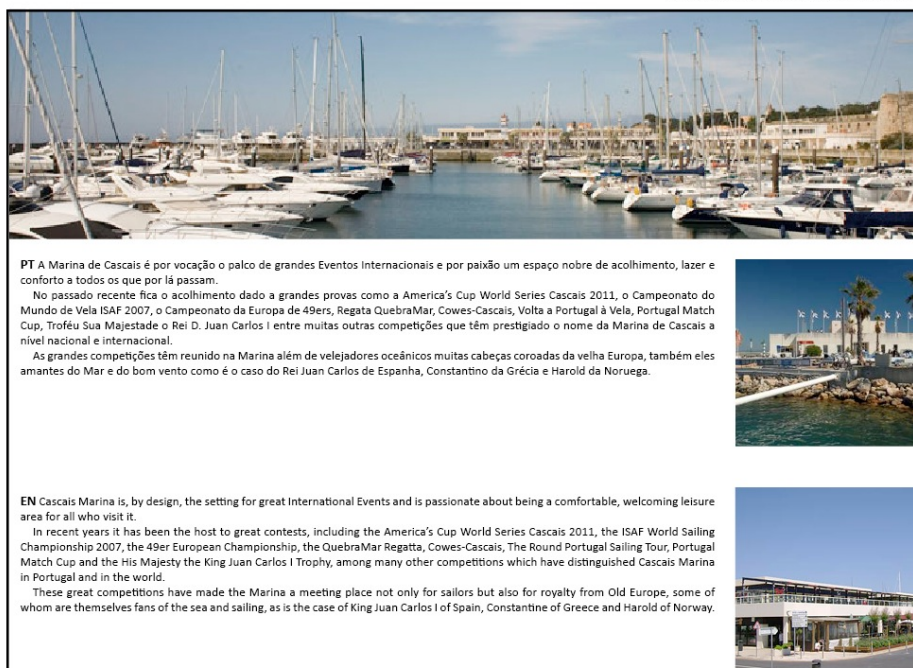 PT A Marina de Cascais é por vocação o palco de grandes Eventos Internacionais e por paixão um espaço nobre de acolhimento, lazer e
conforto a todos os que por lá passam.
No passado recente fica o acolhimento dado a grandes provas como a America's Cup World Series Cascais 2011, o Campeonato do
Mundo de Vela ISAF 2007, o Campeonato da Europa de 49ers, Regata QuebraMar, Cowes-Cascais, Volta a Portugal à Vela, Portugal Match
Cup, Troféu Sua Majestade o Rei D. Juan Carlos I entre muitas outras competições que têm prestigiado o nome da Marina de Cascais a
nível nacional e internacional.
As grandes competições têm reunido na Marina além de velejadores oceânicos muitas cabeças coroadas da velha Europa, também eles
amantes do Mar e do bom vento como é o caso do Rei Juan Carlos de Espanha, Constantino da Grécia e Harold da Noruega.
EN Cascais Marina is, by design, the setting for great International Events and is passionate about being a comfortable, welcoming leisure
area for all who visit it.
In recent years it has been the host to great contests, including the America's Cup World Series Cascais 2011, the ISAF World Sailing
Championship 2007, the 49er European Championship, the QuebraMar Regatta, Cowes-Cascais, The Round Portugal Sailing Tour, Portugal
Match Cup and the His Majesty the King Juan Carlos I Trophy, among many other competitions which have distinguished Cascais Marina
in Portugal and in the world.
These great competitions have made the Marina a meeting place not only for sailors but also for royalty from Old Europe, some of
whom are themselves fans of the sea and sailing, as is the case of King Juan Carlos I of Spain, Constantine of Greece and Harold of Norway.